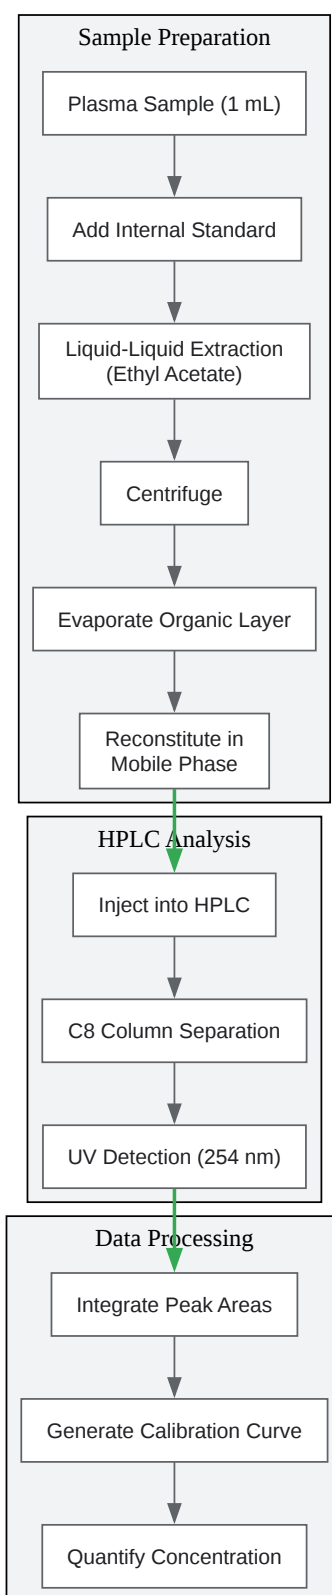 Sample Preparation
Plasma Sample (1 mL)
Add Internal Standard
Liquid-Liquid Extraction
(Ethyl Acetate)
Centrifuge
Evaporate Organic Layer
Reconstitute in
Mobile Phase
HPLC Analysis
Inject into HPLC
C8 Column Separation
UV Detection (254 nm)
Data Processing
Integrate Peak Areas
Generate Calibration Curve
Quantify Concentration